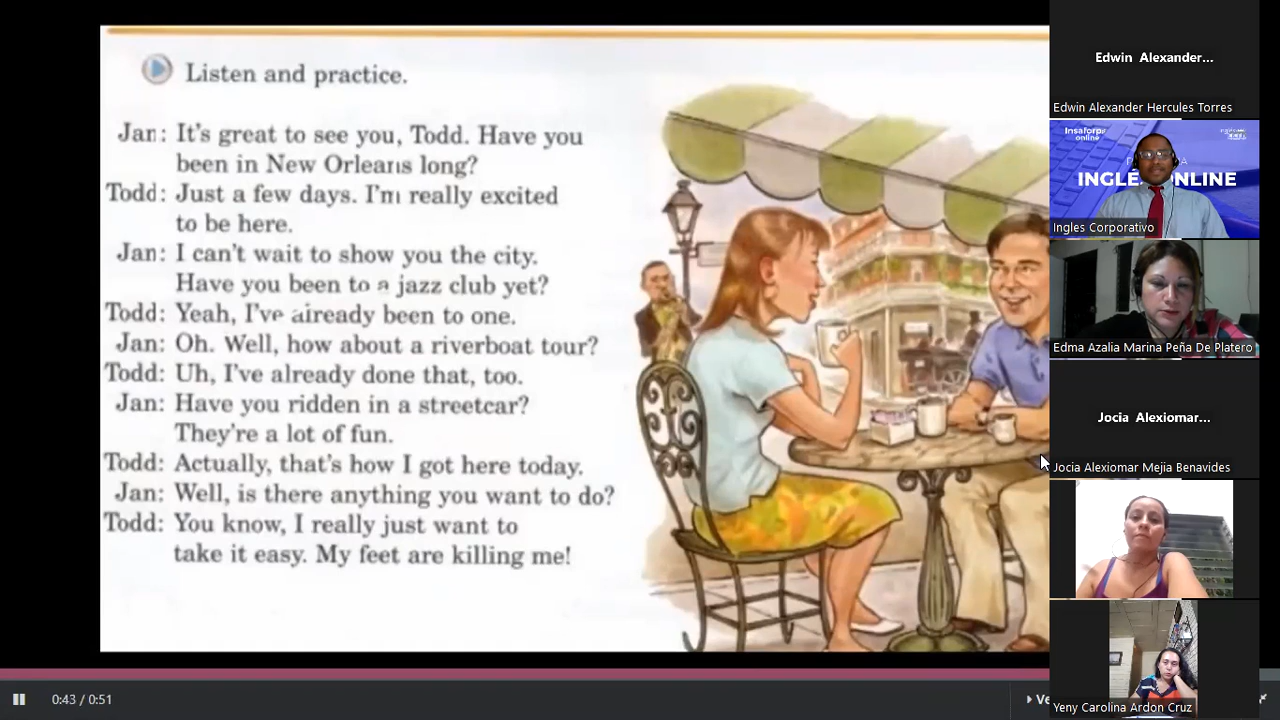 Listen and practice.
Jan: It's great to see you, Todd. Have you
been in New Orleans long?
Todd: Just a few days. I'm really excited
to be here.
Jan: I can't wait to show you the city.
Have you been to a jazz club yet?
Todd: Yeah, I've already been to one.
Jan: Oh. Well, how about a riverboat tour?
Todd: Uh, I've already done that, too.
Jan: Have you ridden in a streetcar?
They're a lot of fun.
Todd: Actually, that's how I got here today.
Jan: Well, is there anything you want to do?
Todd: You know, I really just want to
take it easy. My feet are killing me!
0:43 / 0:51
Edwin Alexander...
Edwin Alexander Hercules Torres
Insaforp
online
INGLÉ NLINE
Ingles Corporativo
Edma Azalia Marina Peña De Platero
Jocia Alexiomar...
Jocia Alexiomar Mejia Benavides
Yeny Carolina Ardon Cruz